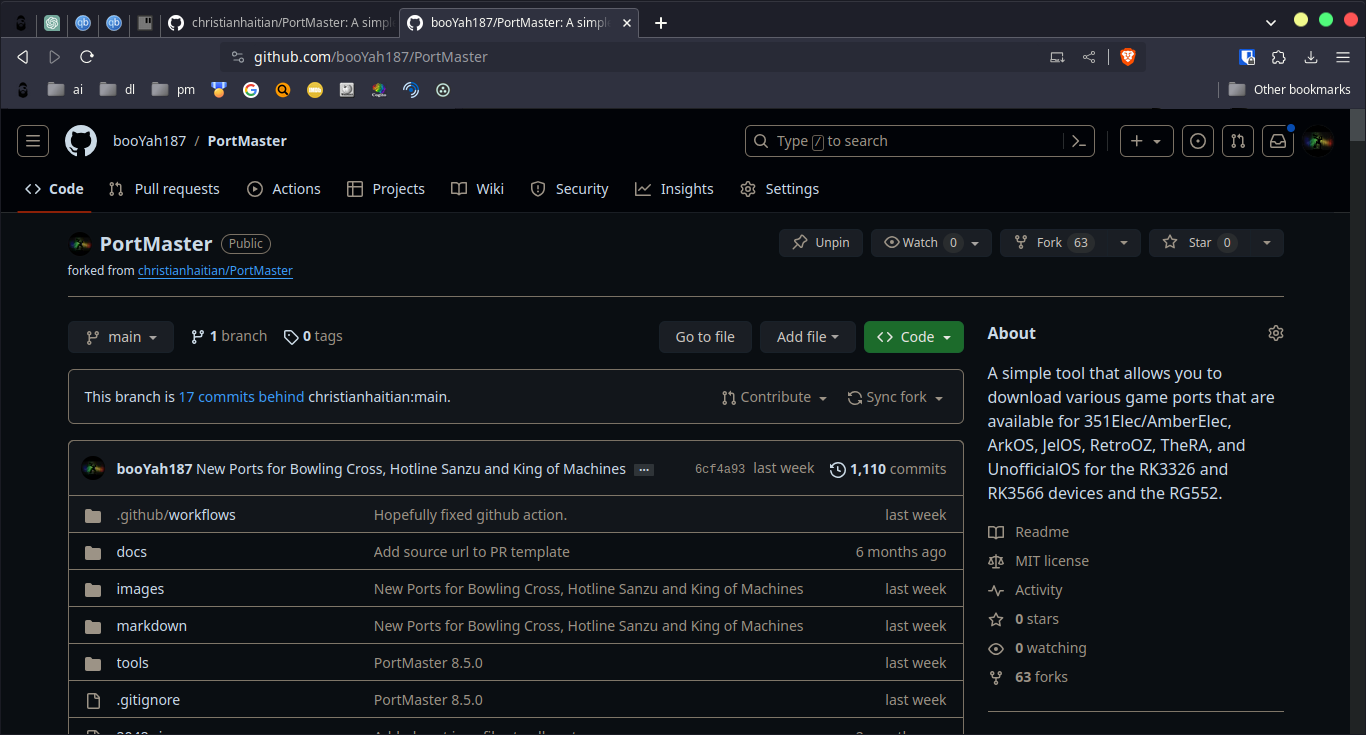 christianhaitian/PortMaster: A simpl
booYah187/PortMaster: A simpl
github.com/booYah187/PortMaster
ai dl pm Other bookmarks
booYah187 / PortMaster Type / to search
Code Pull requests Actions Projects Wiki Security Insights Settings
PortMaster Public Unpin Watch 0 Fork 63 Star 0
forked from christianhaitian/PortMaster
main 1 branch 0 tags Go to file Add file Code
This branch is 17 commits behind christianhaitian:main. Contribute Sync fork
booYah187 New Ports for Bowling Cross, Hotline Sanzu and King of Machines 6cf4a93 last week 1,110 commits
.github/workflows Hopefully fixed github action. last week
docs Add source url to PR template 6 months ago
images New Ports for Bowling Cross, Hotline Sanzu and King of Machines last week
markdown New Ports for Bowling Cross, Hotline Sanzu and King of Machines last week
tools PortMaster 8.5.0 last week
.gitignore PortMaster 8.5.0 last week
About
A simple tool that allows you to
download various game ports that are
available for 351Elec/AmberElec,
ArkOS, JelOS, RetroOZ, TheRA, and
UnofficialOS for the RK3326 and
RK3566 devices and the RG552.
Readme
MIT license
Activity
0 stars
0 watching
63 forks